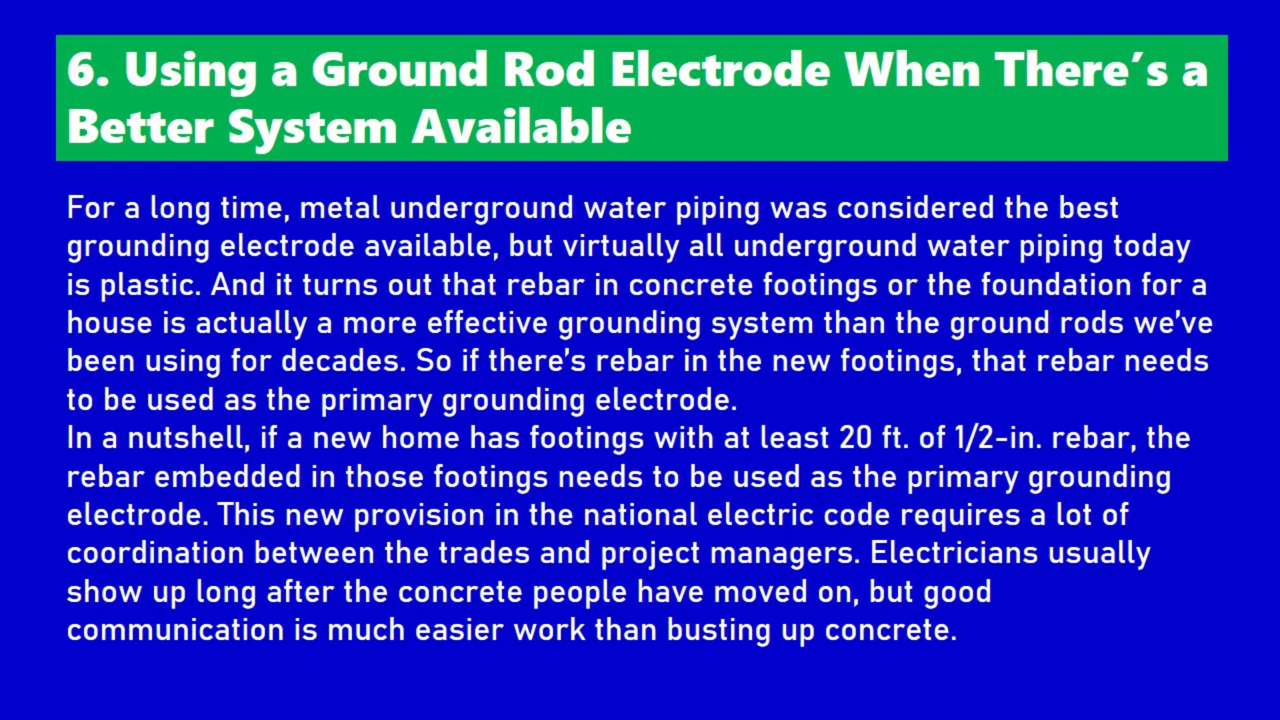 6. Using a Ground Rod Electrode When There´s a
Better System Available
For a long time, metal underground water piping was considered the best
grounding electrode available, but virtually all underground water piping today
is plastic. And it turns out that rebar in concrete footings or the foundation for a
house is actually a more effective grounding system than the ground rods we’ve
been using for decades. So if there’s rebar in the new footings, that rebar needs
to be used as the primary grounding electrode.
In a nutshell, if a new home has footings with at least 20 ft. of 1/2-in. rebar, the
rebar embedded in those footings needs to be used as the primary grounding
electrode. This new provision in the national electric code requires a lot of
coordination between the trades and project managers. Electricians usually
show up long after the concrete people have moved on, but good
communication is much easier work than busting up concrete.